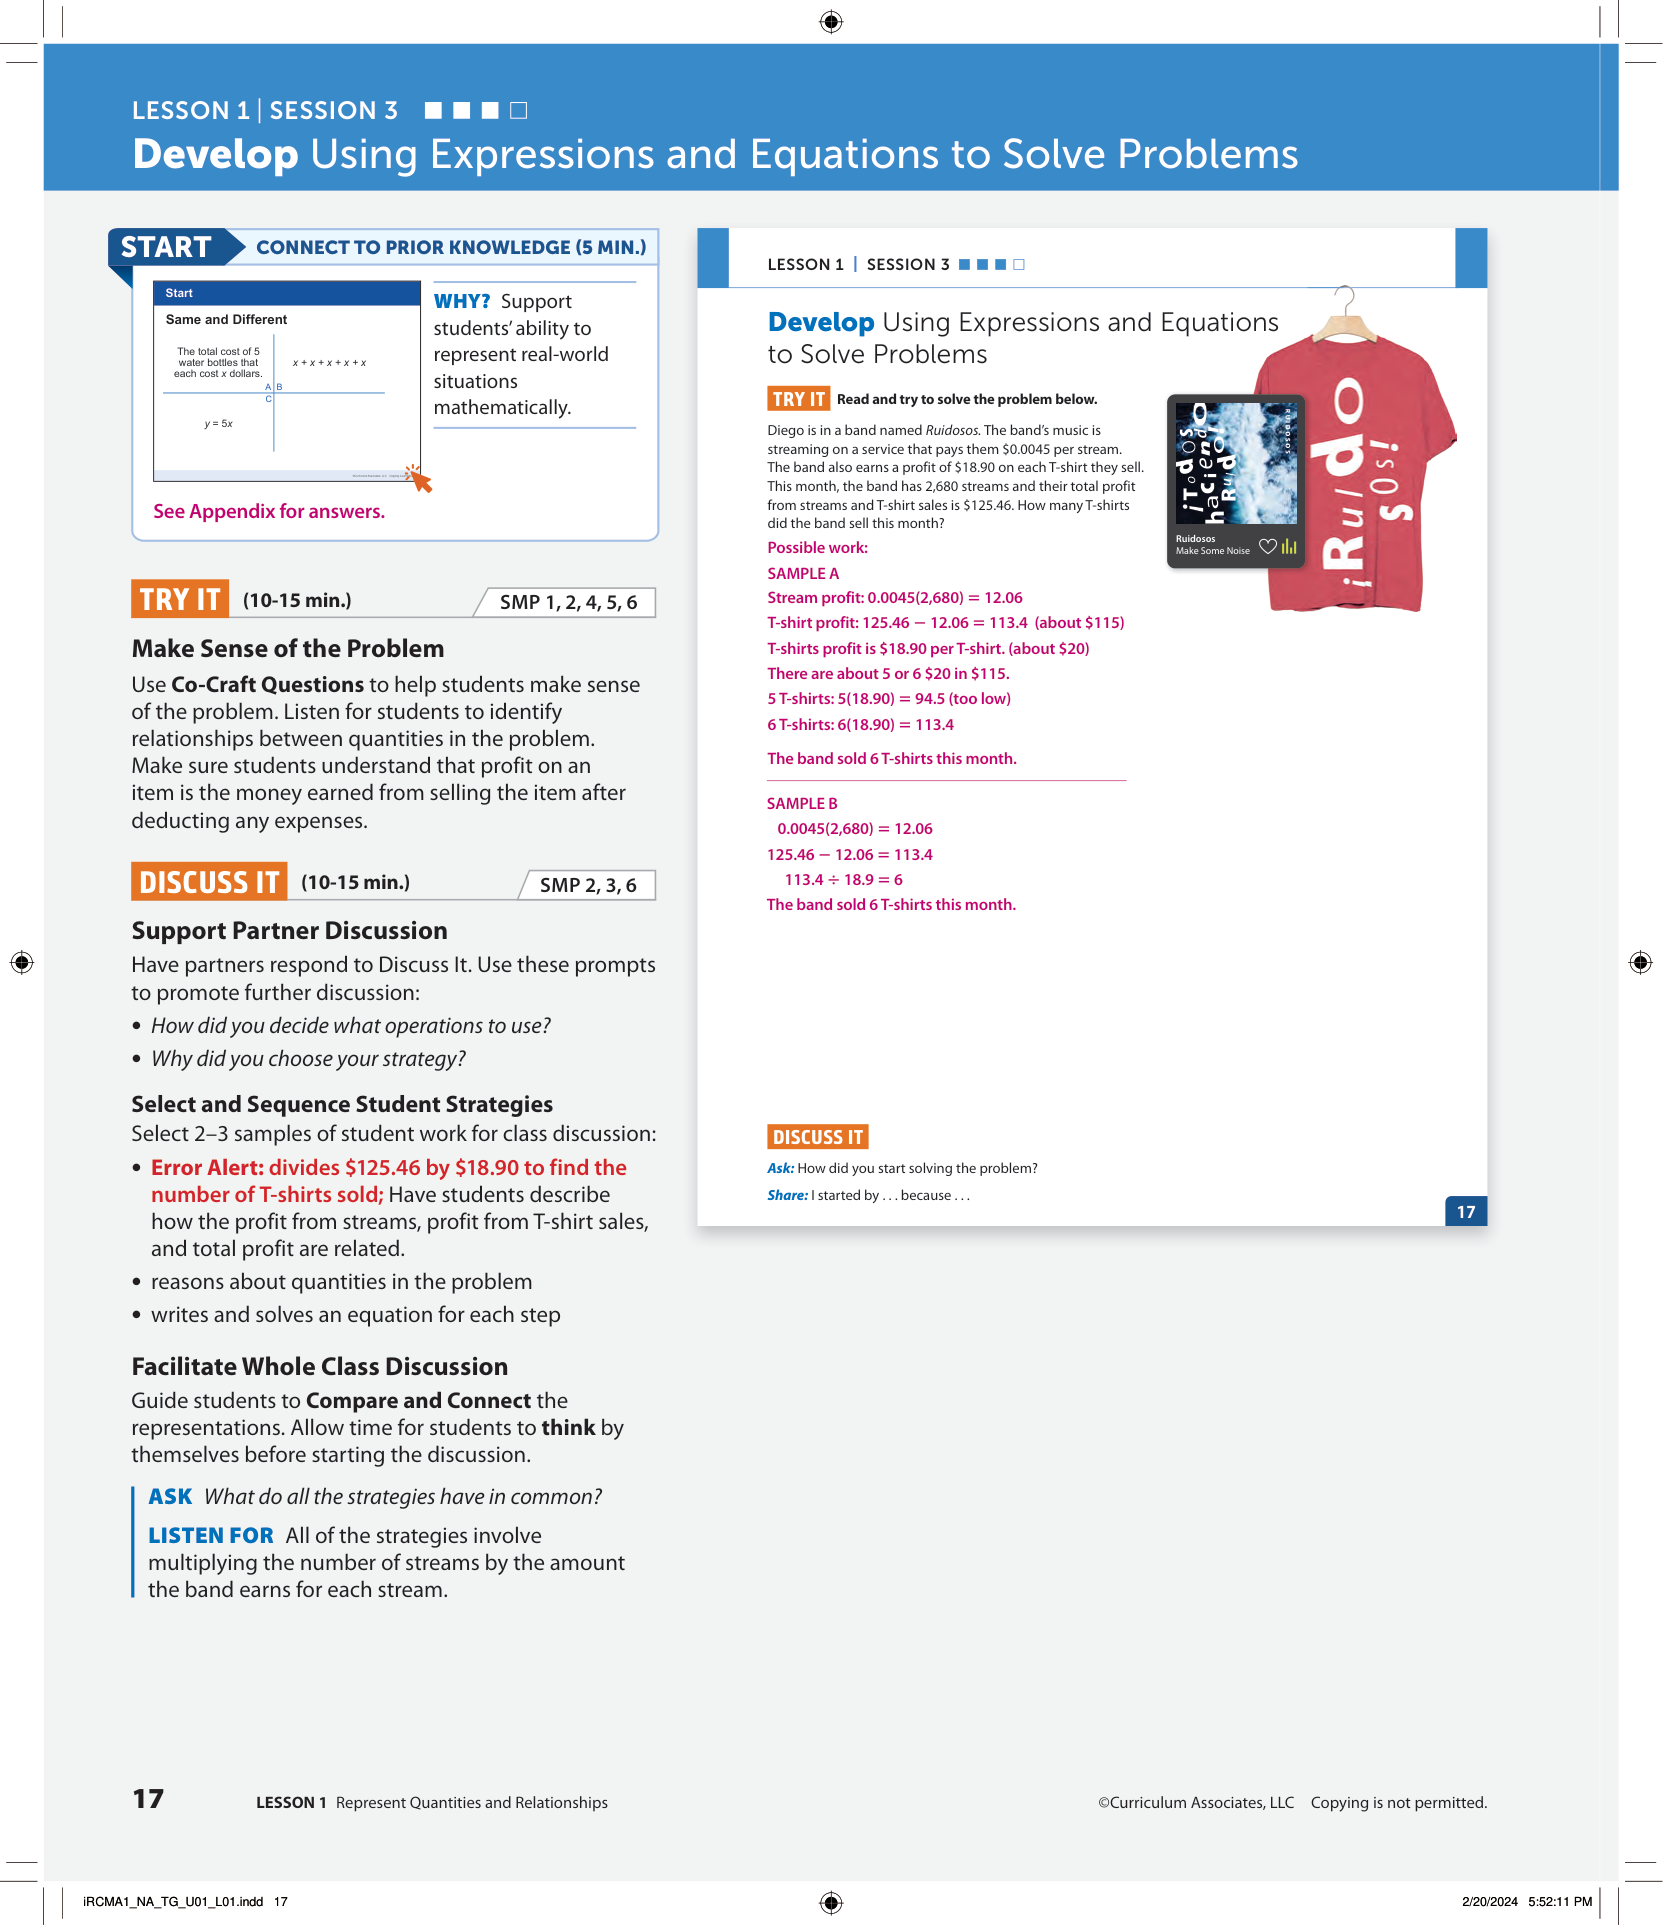 LESSON 1 | SESSION 3
Develop Using Expressions and Equations to Solve Problems
START
CONNECT TO PRIOR KNOWLEDGE (5 MIN.)
Start
Same and Different
The total cost of 5
water bottles that
each cost x dollars.
x + x + x + x + x
A B
C
y = 5x
WHY? Support
students’ ability to
represent real-world
situations
mathematically.
See Appendix for answers.
TRY IT (10-15 min.)
SMP 1, 2, 4, 5, 6
Make Sense of the Problem
Use Co-Craft Questions to help students make sense
of the problem. Listen for students to identify
relationships between quantities in the problem.
Make sure students understand that profit on an
item is the money earned from selling the item after
deducting any expenses.
DISCUSS IT (10-15 min.)
SMP 2, 3, 6
Support Partner Discussion
Have partners respond to Discuss It. Use these prompts
to promote further discussion:
• How did you decide what operations to use?
• Why did you choose your strategy?
Select and Sequence Student Strategies
Select 2–3 samples of student work for class discussion:
• Error Alert: divides $125.46 by $18.90 to find the
number of T-shirts sold; Have students describe
how the profit from streams, profit from T-shirt sales,
and total profit are related.
• reasons about quantities in the problem
• writes and solves an equation for each step
Facilitate Whole Class Discussion
Guide students to Compare and Connect the
representations. Allow time for students to think by
themselves before starting the discussion.
ASK What do all the strategies have in common?
LISTEN FOR All of the strategies involve
multiplying the number of streams by the amount
the band earns for each stream.
LESSON 1 | SESSION 3
Develop Using Expressions and Equations
to Solve Problems
TRY IT Read and try to solve the problem below.
Diego is in a band named Ruidosos. The band’s music is
streaming on a service that pays them $0.0045 per stream.
The band also earns a profit of $18.90 on each T-shirt they sell.
This month, the band has 2,680 streams and their total profit
from streams and T-shirt sales is $125.46. How many T-shirts
did the band sell this month?
Possible work:
SAMPLE A
Stream profit: 0.0045(2,680) = 12.06
T-shirt profit: 125.46 − 12.06 = 113.4 (about $115)
T-shirts profit is $18.90 per T-shirt. (about $20)
There are about 5 or 6 $20 in $115.
5 T-shirts: 5(18.90) = 94.5 (too low)
6 T-shirts: 6(18.90) = 113.4
The band sold 6 T-shirts this month.
SAMPLE B
0.0045(2,680) = 12.06
125.46 − 12.06 = 113.4
113.4 ÷ 18.9 = 6
The band sold 6 T-shirts this month.
¡Todos
haciendo
Ruido!
RUIDOSOS
Ruidosos
Make Some Noise
¡Ruido
sos!
DISCUSS IT
Ask: How did you start solving the problem?
Share: I started by . . . because . . .
17
17
LESSON 1 Represent Quantities and Relationships
©Curriculum Associates, LLC Copying is not permitted.
iRCMA1_NA_TG_U01_L01.indd 17
2/20/2024 5:52:11 PM